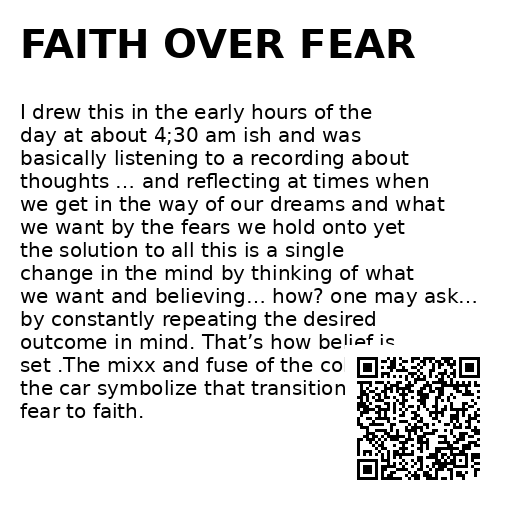 FAITH OVER FEAR
I drew this in the early hours of the
day at about 4;30 am ish and was
basically listening to a recording about
thoughts ... and reflecting at times when
we get in the way of our dreams and what
we want by the fears we hold onto yet
the solution to all this is a single
change in the mind by thinking of what
we want and believing... how? one may ask...
by constantly repeating the desired
outcome in mind. That’s how belief is
set .The mixx and fuse of the
the car symbolize that transition
fear to faith.